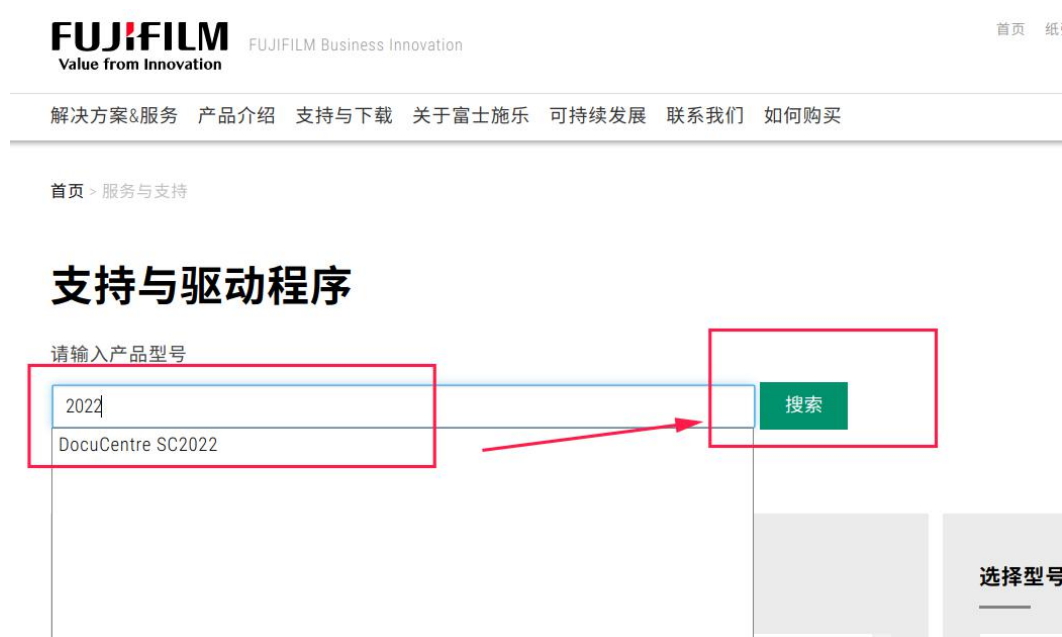 FUJIFILM FUJIFILM Business Innovation
Value from Innovation
首页
解决方案&服务 产品介绍 支持与下载 关于富士施乐 可持续发展 联系我们 如何购买
首页 > 服务与支持
支持与驱动程序
请输入产品型号
2022 搜索
DocuCentre SC2022
选择型号